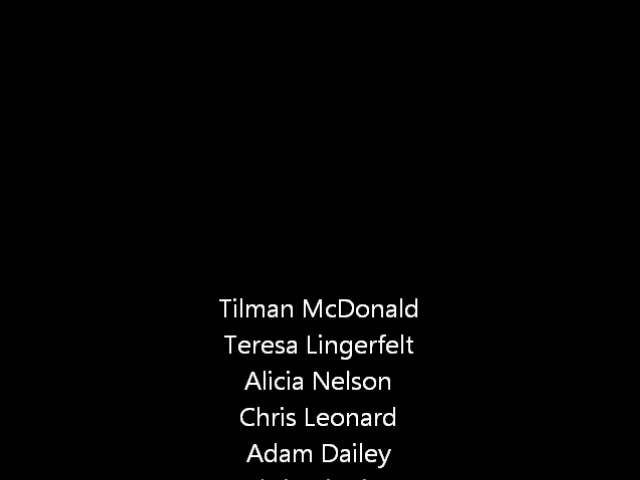 Tilman McDonald
Teresa Lingerfelt
Alicia Nelson
Chris Leonard
Adam Dailey